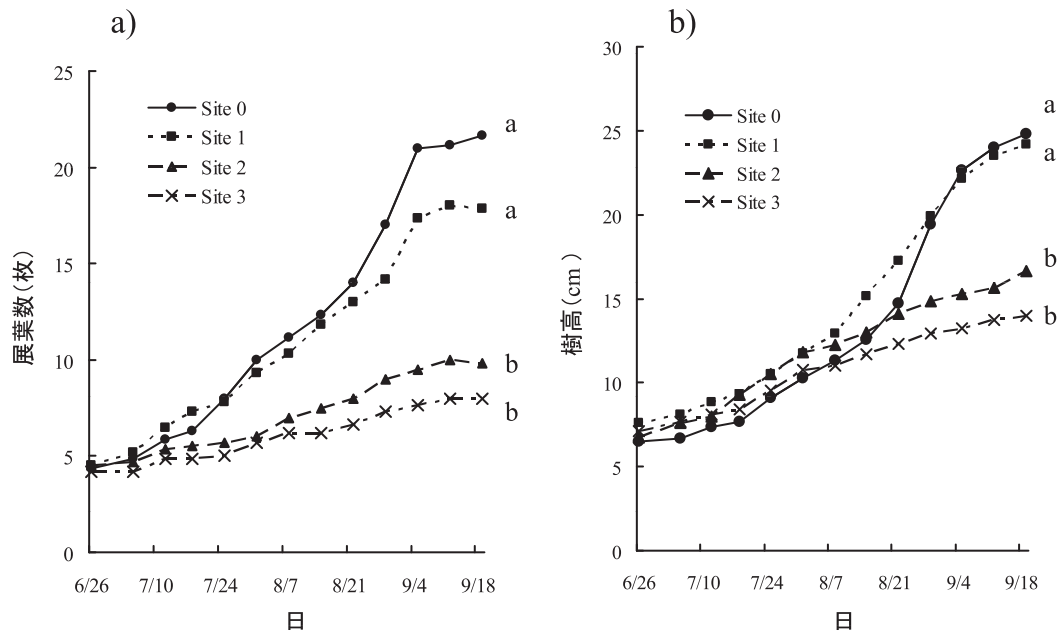 a)
25
20
15
10
5
0
展葉数(枚)
Site 0
Site 1
Site 2
Site 3
a
a
b
b
6/26 7/10 7/24 8/7 8/21 9/4 9/18
日
b)
30
25
20
15
10
5
0
樹高(cm)
Site 0
Site 1
Site 2
Site 3
a
a
b
b
6/26 7/10 7/24 8/7 8/21 9/4 9/18
日